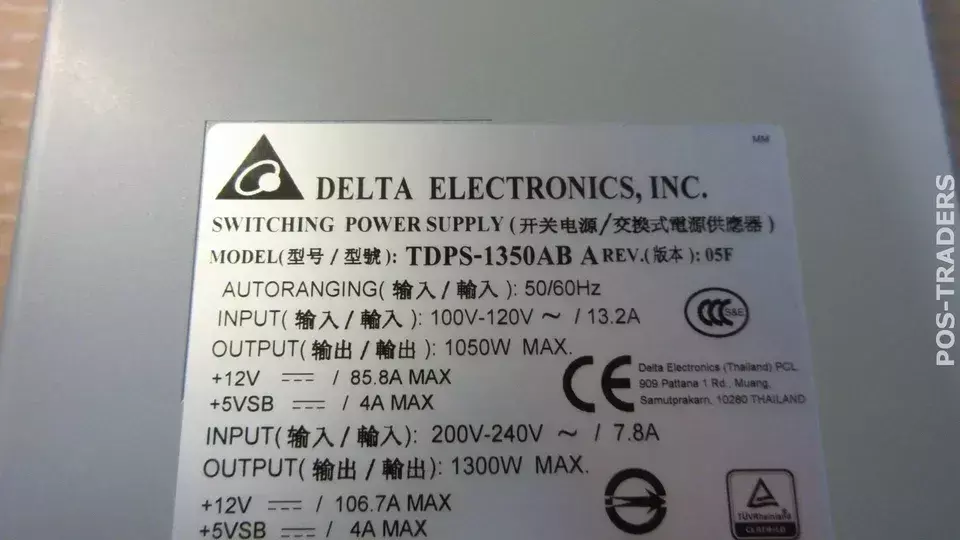 MM
DELTA ELECTRONICS, INC.
SWITCHING POWER SUPPLY (开关电源/交換式電源供應器)
MODEL(型号/型號): TDPS-1350AB A REV.(版本): 05F
AUTORANGING(输入/輸入): 50/60Hz
INPUT(输入/輸入): 100V-120V ~ / 13.2A
OUTPUT(输出/輸出): 1050W MAX.
+12V ⎓ / 85.8A MAX
+5VSB ⎓ / 4A MAX
INPUT(输入/輸入): 200V-240V ~ / 7.8A
OUTPUT(输出/輸出): 1300W MAX.
+12V ⎓ / 106.7A MAX
+5VSB ⎓ / 4A MAX
CCC S&E
CE
Delta Electronics (Thailand) PCL.
909 Pattana 1 Rd., Muang,
Samutprakarn, 10280 THAILAND
TÜVRheinland
CERTIFIED
POS-TRADERS